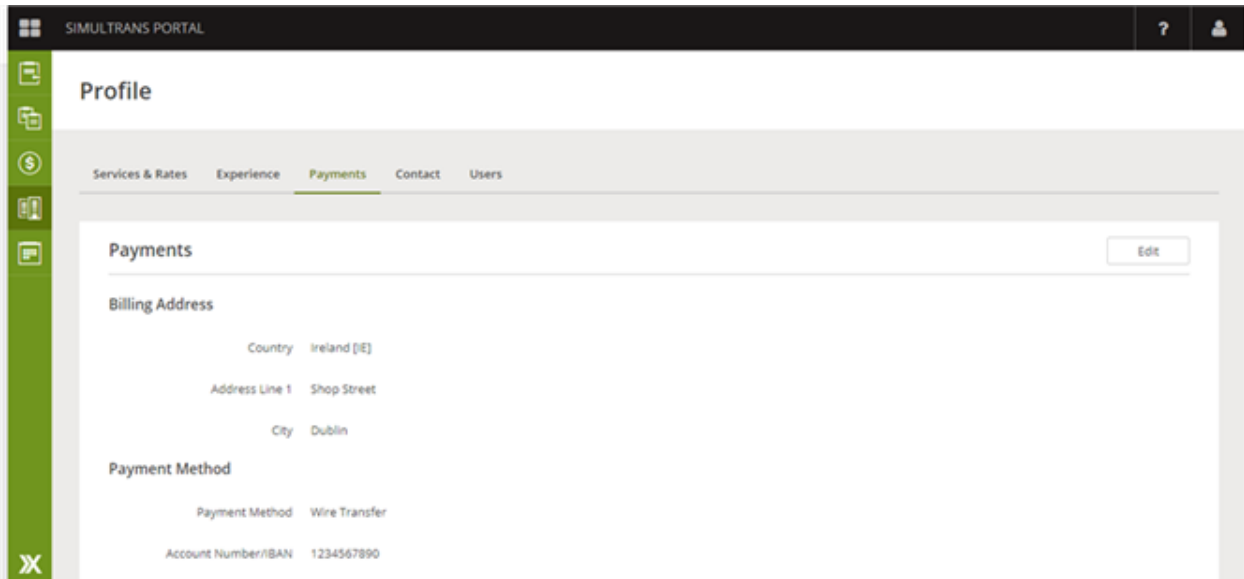 SIMULTRANS PORTAL ?
Profile
Services & Rates Experience Payments Contact Users
Payments Edit
Billing Address
Country Ireland [IE]
Address Line 1 Shop Street
City Dublin
Payment Method
Payment Method Wire Transfer
Account Number/IBAN 1234567890